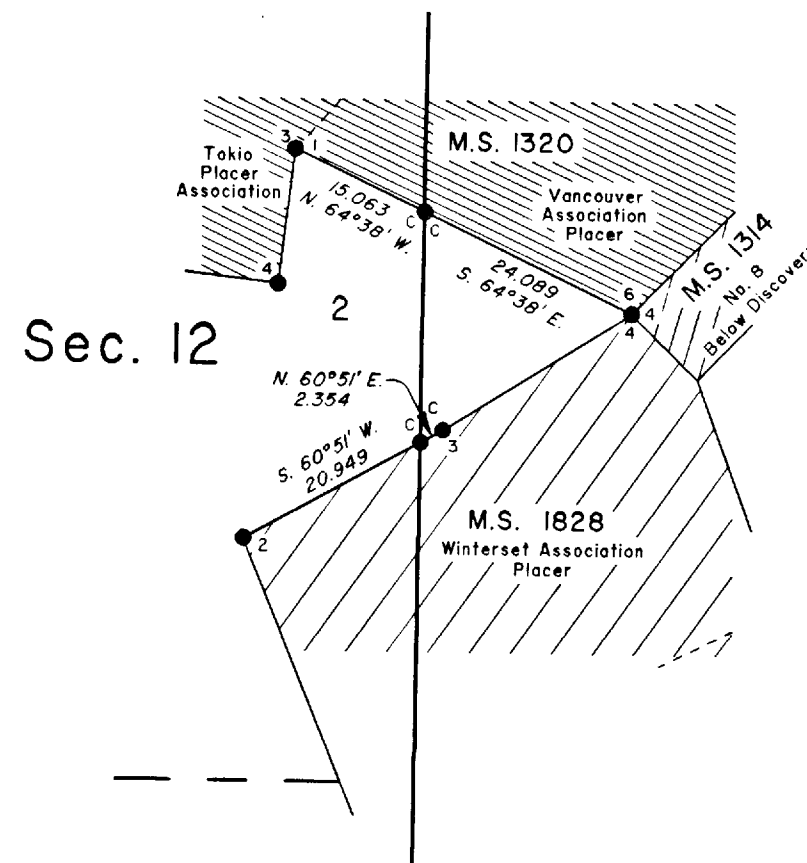 M.S. 1320
3
1
Tokio
Placer
Association
15.063
N. 64°38' W.
C
C
Vancouver
Association
Placer
24.089
S. 64°38' E.
M.S. 1314
No. 8
Below Discover
4
6
4
4
2
Sec. 12
N. 60°51' E.
2.354
C
C
3
S. 60°51' W.
20.949
2
M.S. 1828
Winterset Association
Placer